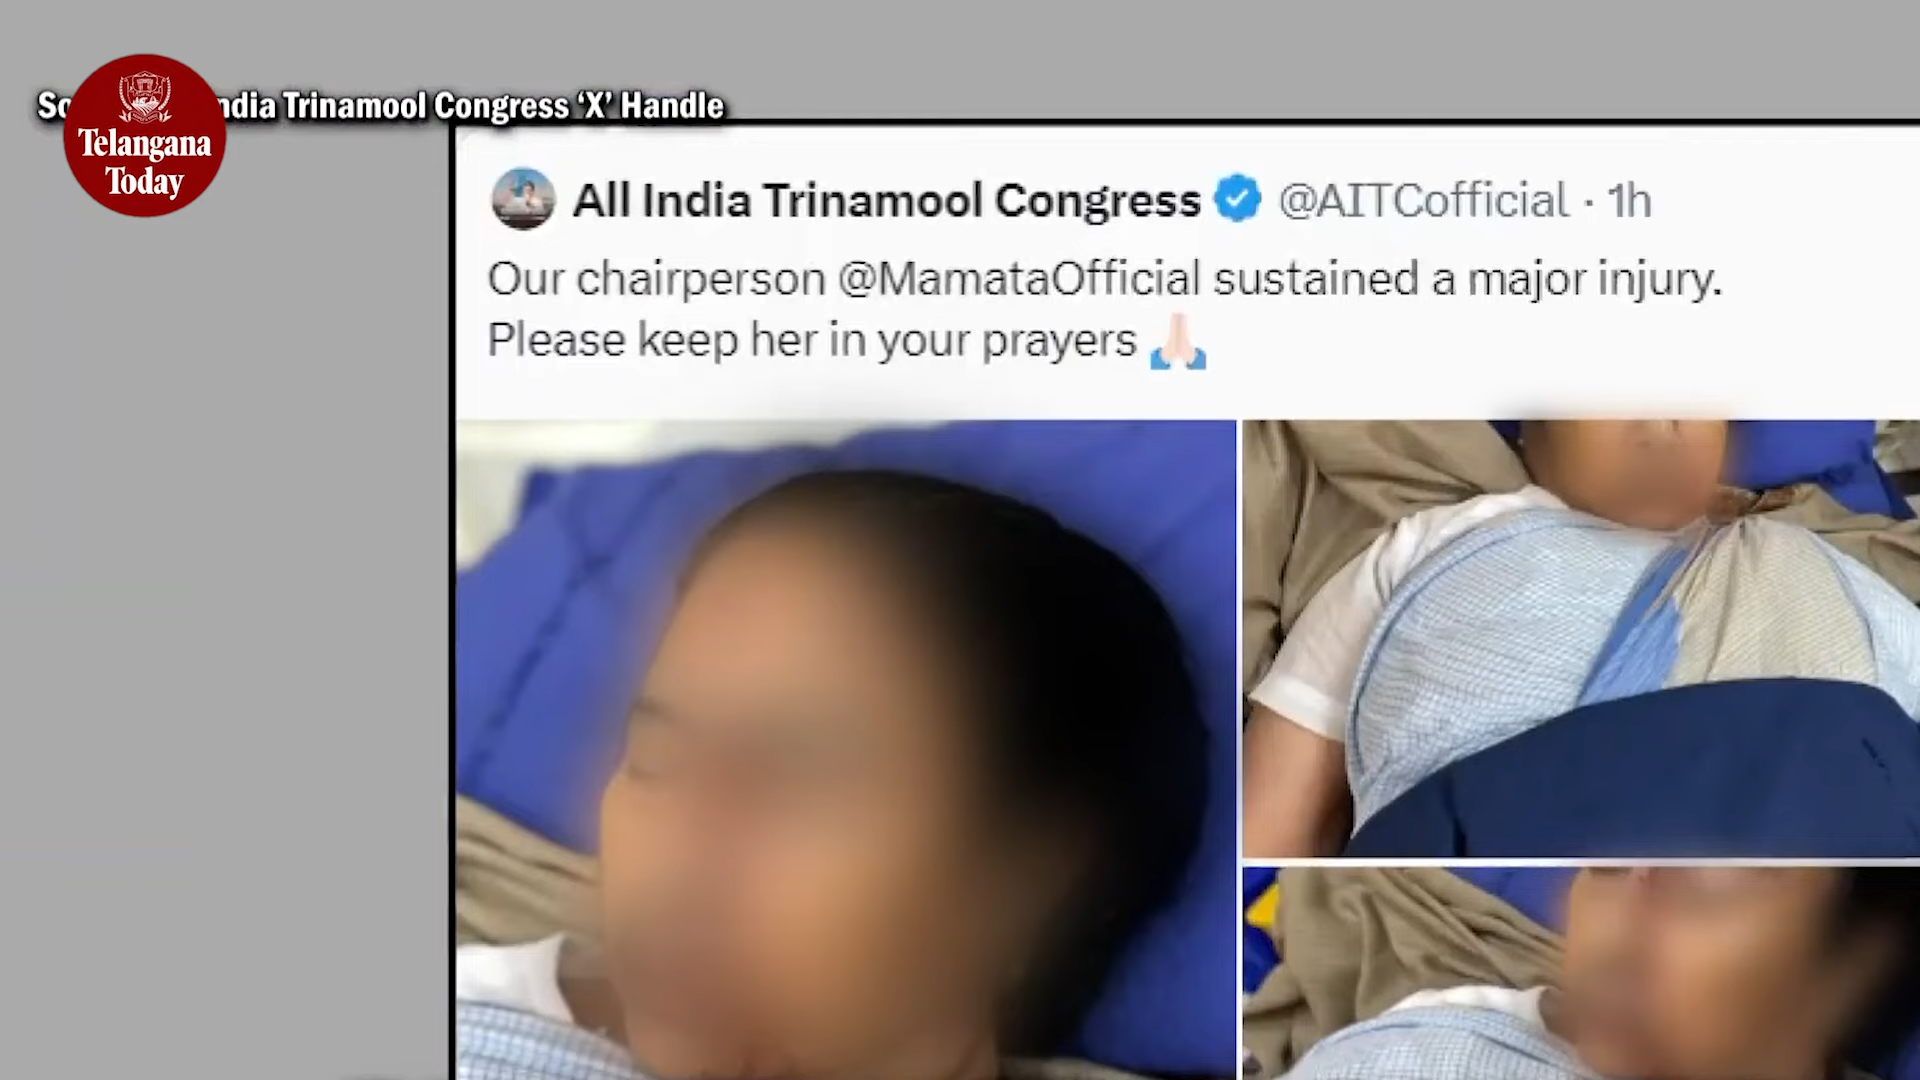 So ndia Trinamool Congress ‘X’ Handle
Telangana
Today
All India Trinamool Congress @AITCofficial · 1h
Our chairperson @MamataOfficial sustained a major injury.
Please keep her in your prayers 🙏🏻